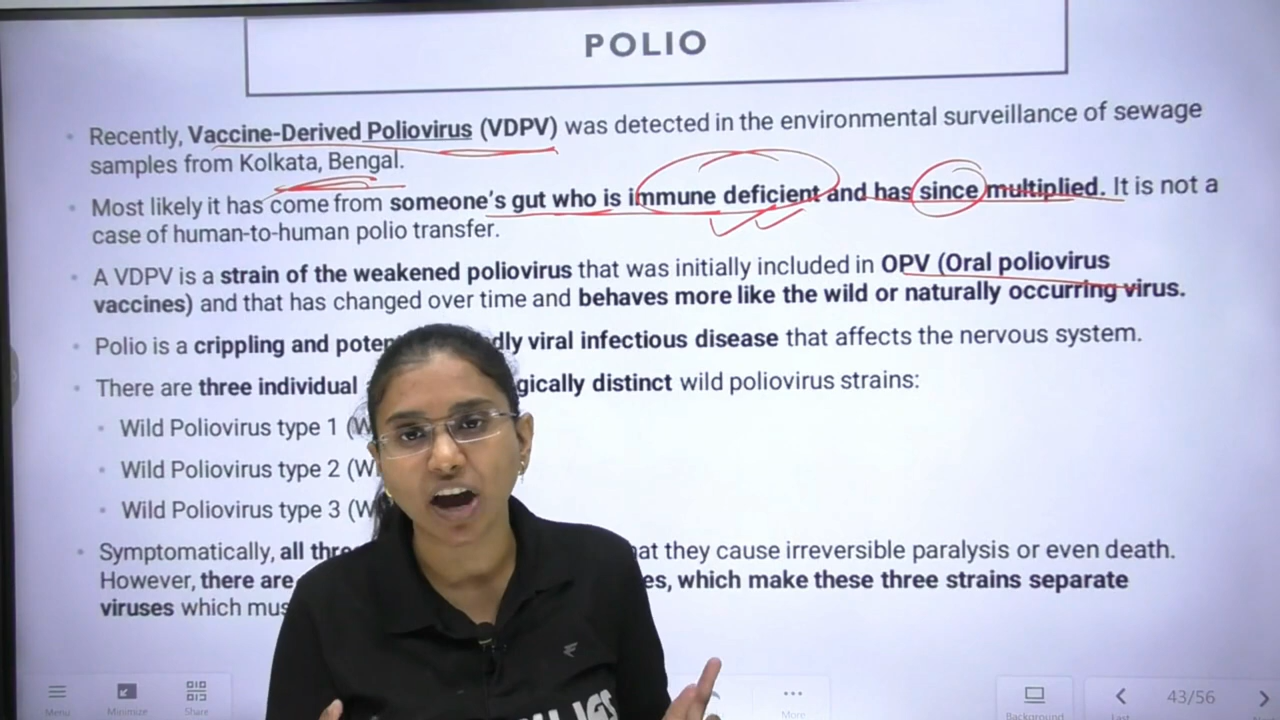 POLIO
Recently, Vaccine-Derived Poliovirus (VDPV) was detected in the environmental surveillance of sewage
samples from Kolkata, Bengal.
Most likely it has come from someone's gut who is immune deficient and has since multiplied. It is not a
case of human-to-human polio transfer.
A VDPV is a strain of the weakened poliovirus that was initially included in OPV (Oral poliovirus
vaccines) and that has changed over time and behaves more like the wild or naturally occurring virus.
Polio is a crippling and poten dly viral infectious disease that affects the nervous system.
There are three individual gically distinct wild poliovirus strains:
Wild Poliovirus type 1 (W
Wild Poliovirus type 2 (W
Wild Poliovirus type 3 (W
Symptomatically, all three at they cause irreversible paralysis or even death.
However, there are es, which make these three strains separate
viruses which mus
Menu Minimize Share More Background Last 43/56